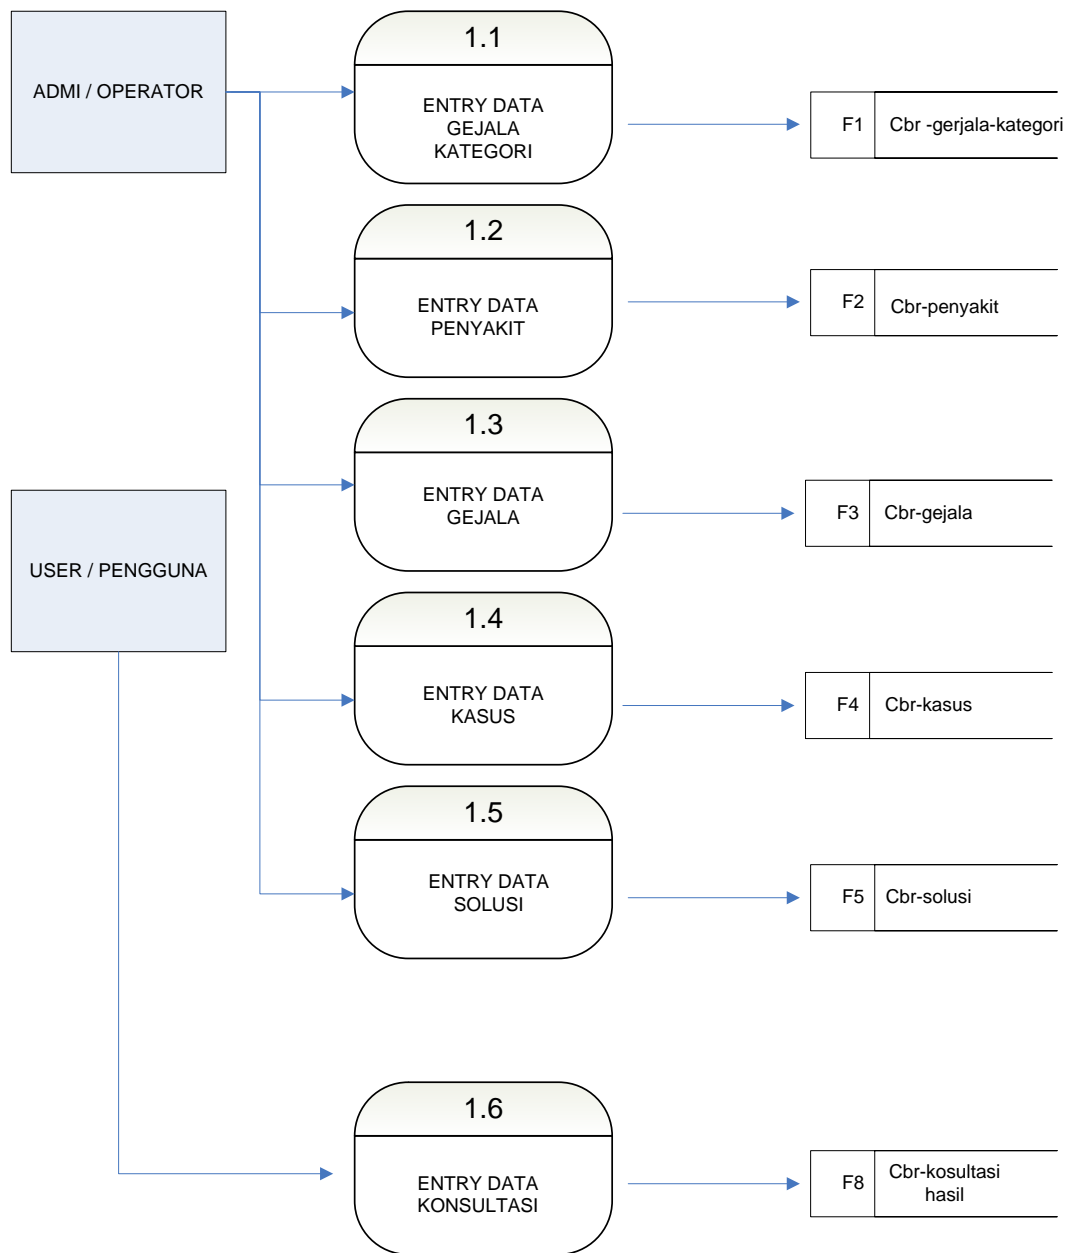 ADMI / OPERATOR
1.1
ENTRY DATA
GEJALA
KATEGORI
F1
Cbr -gerjala-kategori
1.2
ENTRY DATA
PENYAKIT
F2
Cbr-penyakit
1.3
ENTRY DATA
GEJALA
F3
Cbr-gejala
USER / PENGGUNA
1.4
ENTRY DATA
KASUS
F4
Cbr-kasus
1.5
ENTRY DATA
SOLUSI
F5
Cbr-solusi
1.6
ENTRY DATA
KONSULTASI
F8
Cbr-kosultasi
hasil